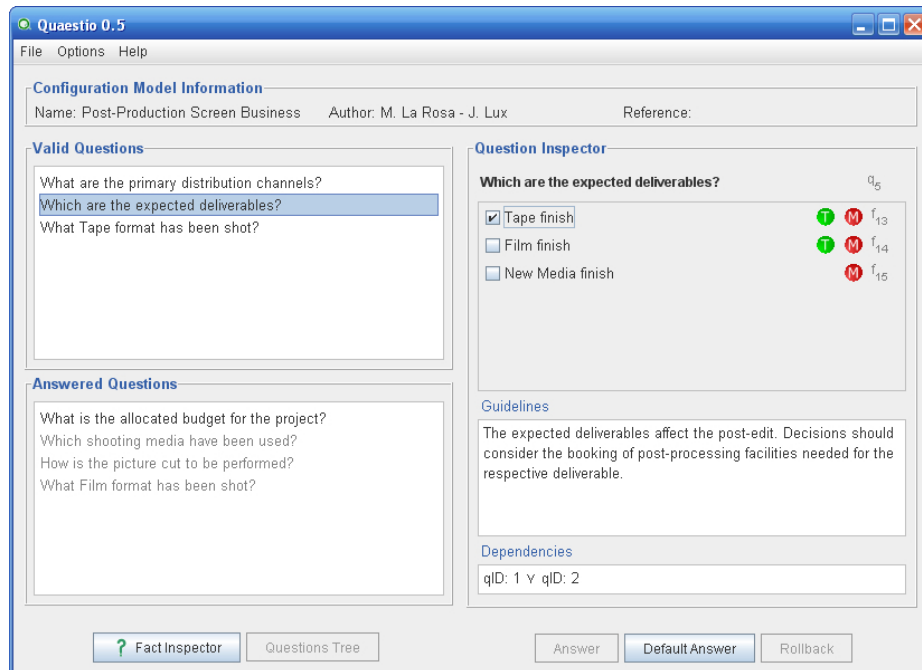 Quaestio 0.5
File Options Help
Configuration Model Information
Name: Post-Production Screen Business Author: M. La Rosa - J. Lux Reference:
Valid Questions
What are the primary distribution channels?
Which are the expected deliverables?
What Tape format has been shot?
Answered Questions
What is the allocated budget for the project?
Which shooting media have been used?
How is the picture cut to be performed?
What Film format has been shot?
Question Inspector
Which are the expected deliverables? q5
Tape finish T M f13
Film finish T M f14
New Media finish M f15
Guidelines
The expected deliverables affect the post-edit. Decisions should
consider the booking of post-processing facilities needed for the
respective deliverable.
Dependencies
qID: 1 ∨ qID: 2
? Fact Inspector Questions Tree Answer Default Answer Rollback